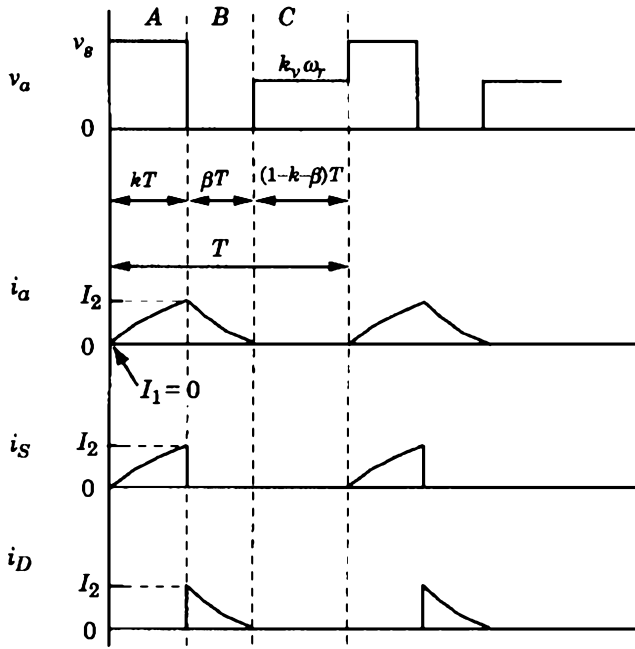 A B C
v_s
k_v ω_r
v_a
0
kT βT (1-k-β)T
T
i_a
I_2
0
I_1 = 0
i_S
I_2
0
i_D
I_2
0